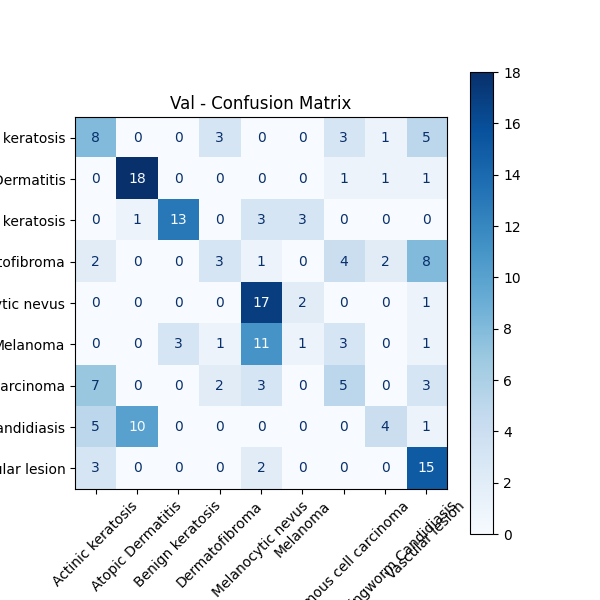 Val - Confusion Matrix
keratosis 8 0 0 3 0 0 3 1 5
Dermatitis 0 18 0 0 0 0 1 1 1
keratosis 0 1 13 0 3 3 0 0 0
tofibroma 2 0 0 3 1 0 4 2 8
ytic nevus 0 0 0 0 17 2 0 0 1
Melanoma 0 0 3 1 11 1 3 0 1
arcinoma 7 0 0 2 3 0 5 0 3
andidiasis 5 10 0 0 0 0 0 4 1
ular lesion 3 0 0 0 2 0 0 0 15
Actinic keratosis
Atopic Dermatitis
Benign keratosis
Dermatofibroma
Melanocytic nevus
Melanoma
mous cell carcinoma
ingworm Candidiasis
Vascular lesion
18
16
14
12
10
8
6
4
2
0